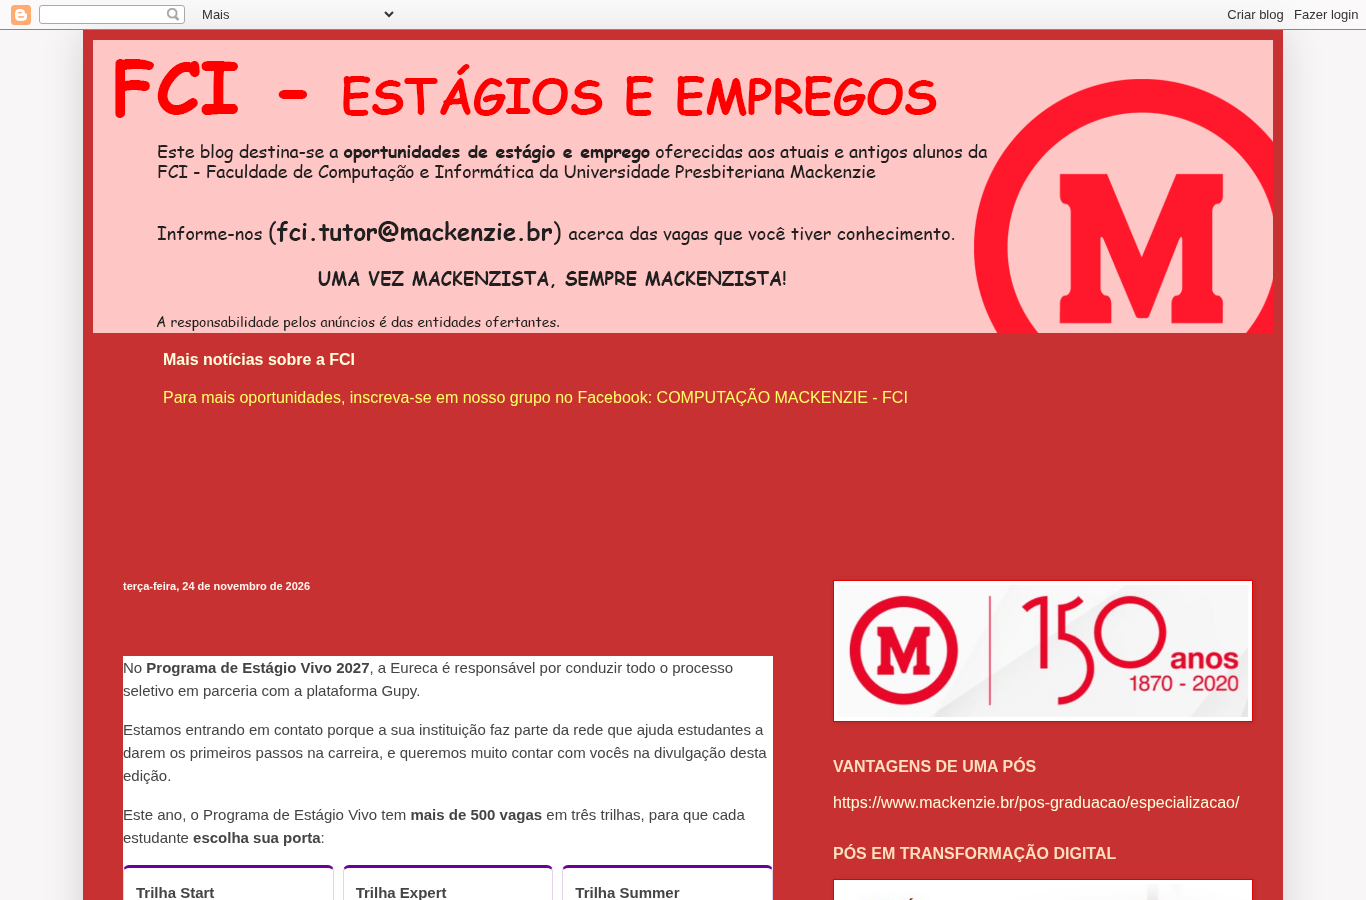 Mais
Criar blog
Fazer login
FCI - ESTÁGIOS E EMPREGOS
Este blog destina-se a oportunidades de estágio e emprego oferecidas aos atuais e antigos alunos da
FCI - Faculdade de Computação e Informática da Universidade Presbiteriana Mackenzie
Informe-nos (fci.tutor@mackenzie.br) acerca das vagas que você tiver conhecimento.
UMA VEZ MACKENZISTA, SEMPRE MACKENZISTA!
A responsabilidade pelos anúncios é das entidades ofertantes.
M
Mais notícias sobre a FCI
Para mais oportunidades, inscreva-se em nosso grupo no Facebook: COMPUTAÇÃO MACKENZIE - FCI
terça-feira, 24 de novembro de 2026
No Programa de Estágio Vivo 2027, a Eureca é responsável por conduzir todo o processo
seletivo em parceria com a plataforma Gupy.
Estamos entrando em contato porque a sua instituição faz parte da rede que ajuda estudantes a
darem os primeiros passos na carreira, e queremos muito contar com vocês na divulgação desta
edição.
Este ano, o Programa de Estágio Vivo tem mais de 500 vagas em três trilhas, para que cada
estudante escolha sua porta:
Trilha Start
Trilha Expert
Trilha Summer
M
150
anos
1870 - 2020
VANTAGENS DE UMA PÓS
https://www.mackenzie.br/pos-graduacao/especializacao/
PÓS EM TRANSFORMAÇÃO DIGITAL